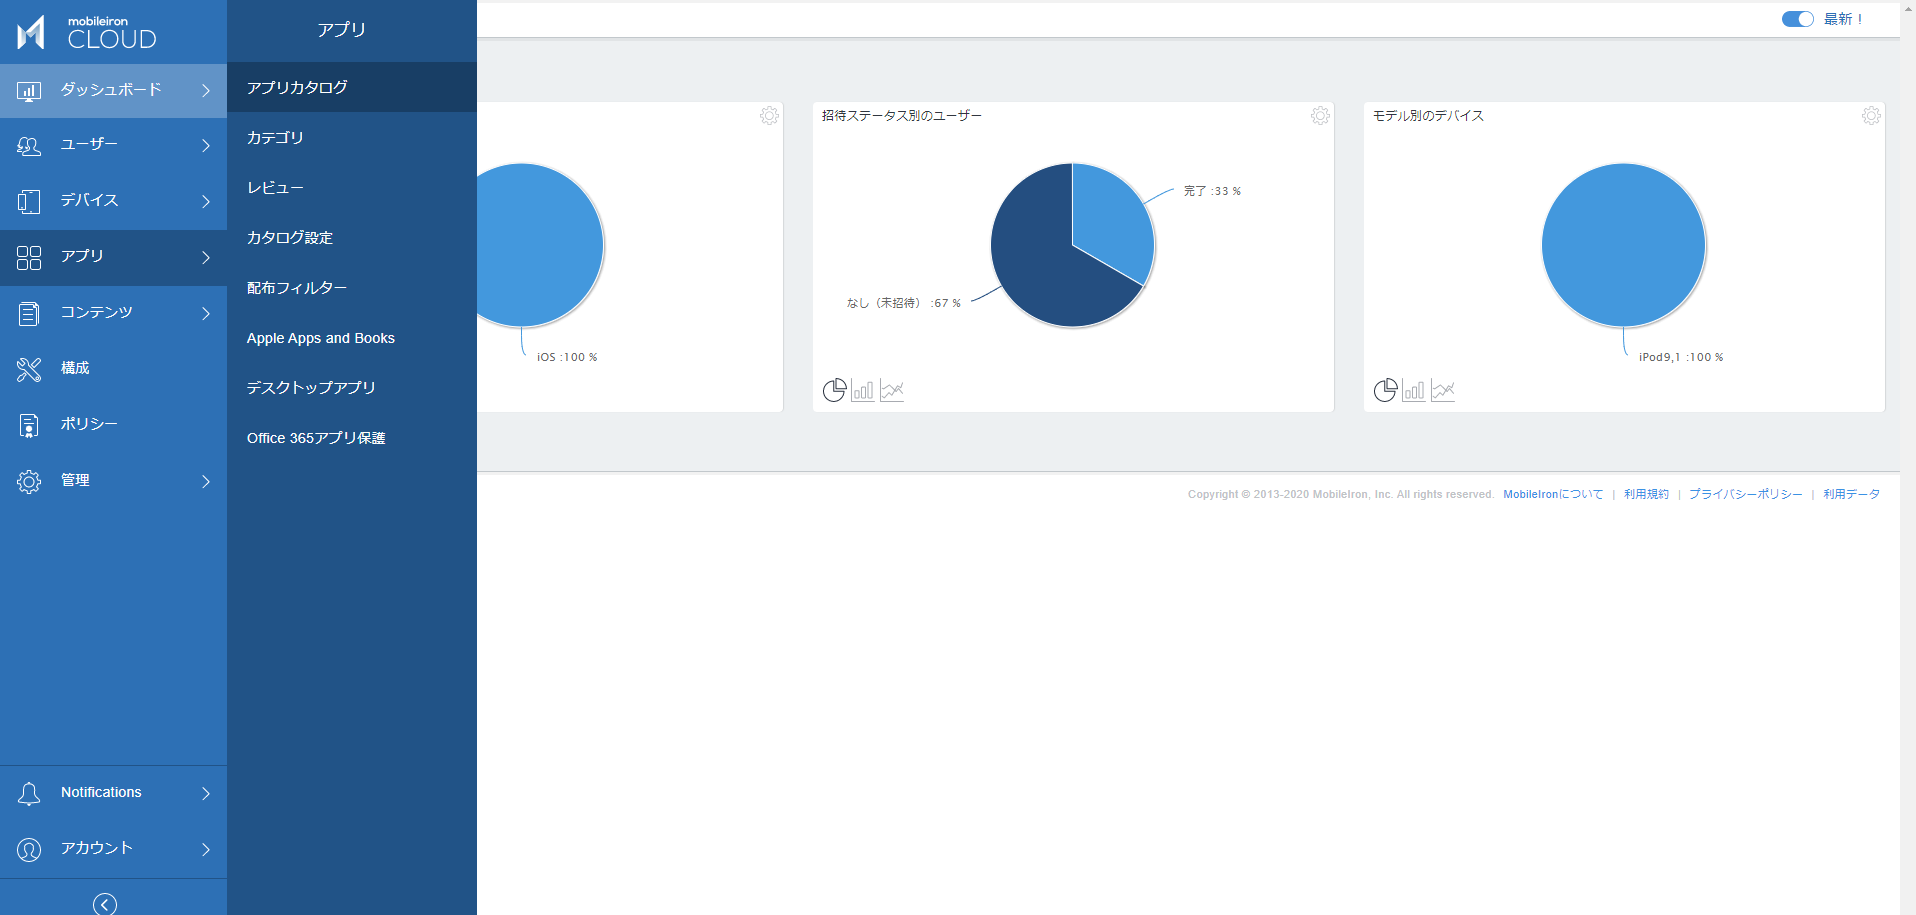 mobileiron
CLOUD
ダッシュボード
ユーザー
デバイス
アプリ
コンテンツ
構成
ポリシー
管理
Notifications
アカウント
アプリ
アプリカタログ
カテゴリ
レビュー
カタログ設定
配布フィルター
Apple Apps and Books
デスクトップアプリ
Office 365アプリ保護
最新！
iOS :100 %
招待ステータス別のユーザー
完了 :33 %
なし（未招待） :67 %
モデル別のデバイス
iPod9,1 :100 %
Copyright © 2013-2020 MobileIron, Inc. All rights reserved. MobileIronについて | 利用規約 | プライバシーポリシー | 利用データ